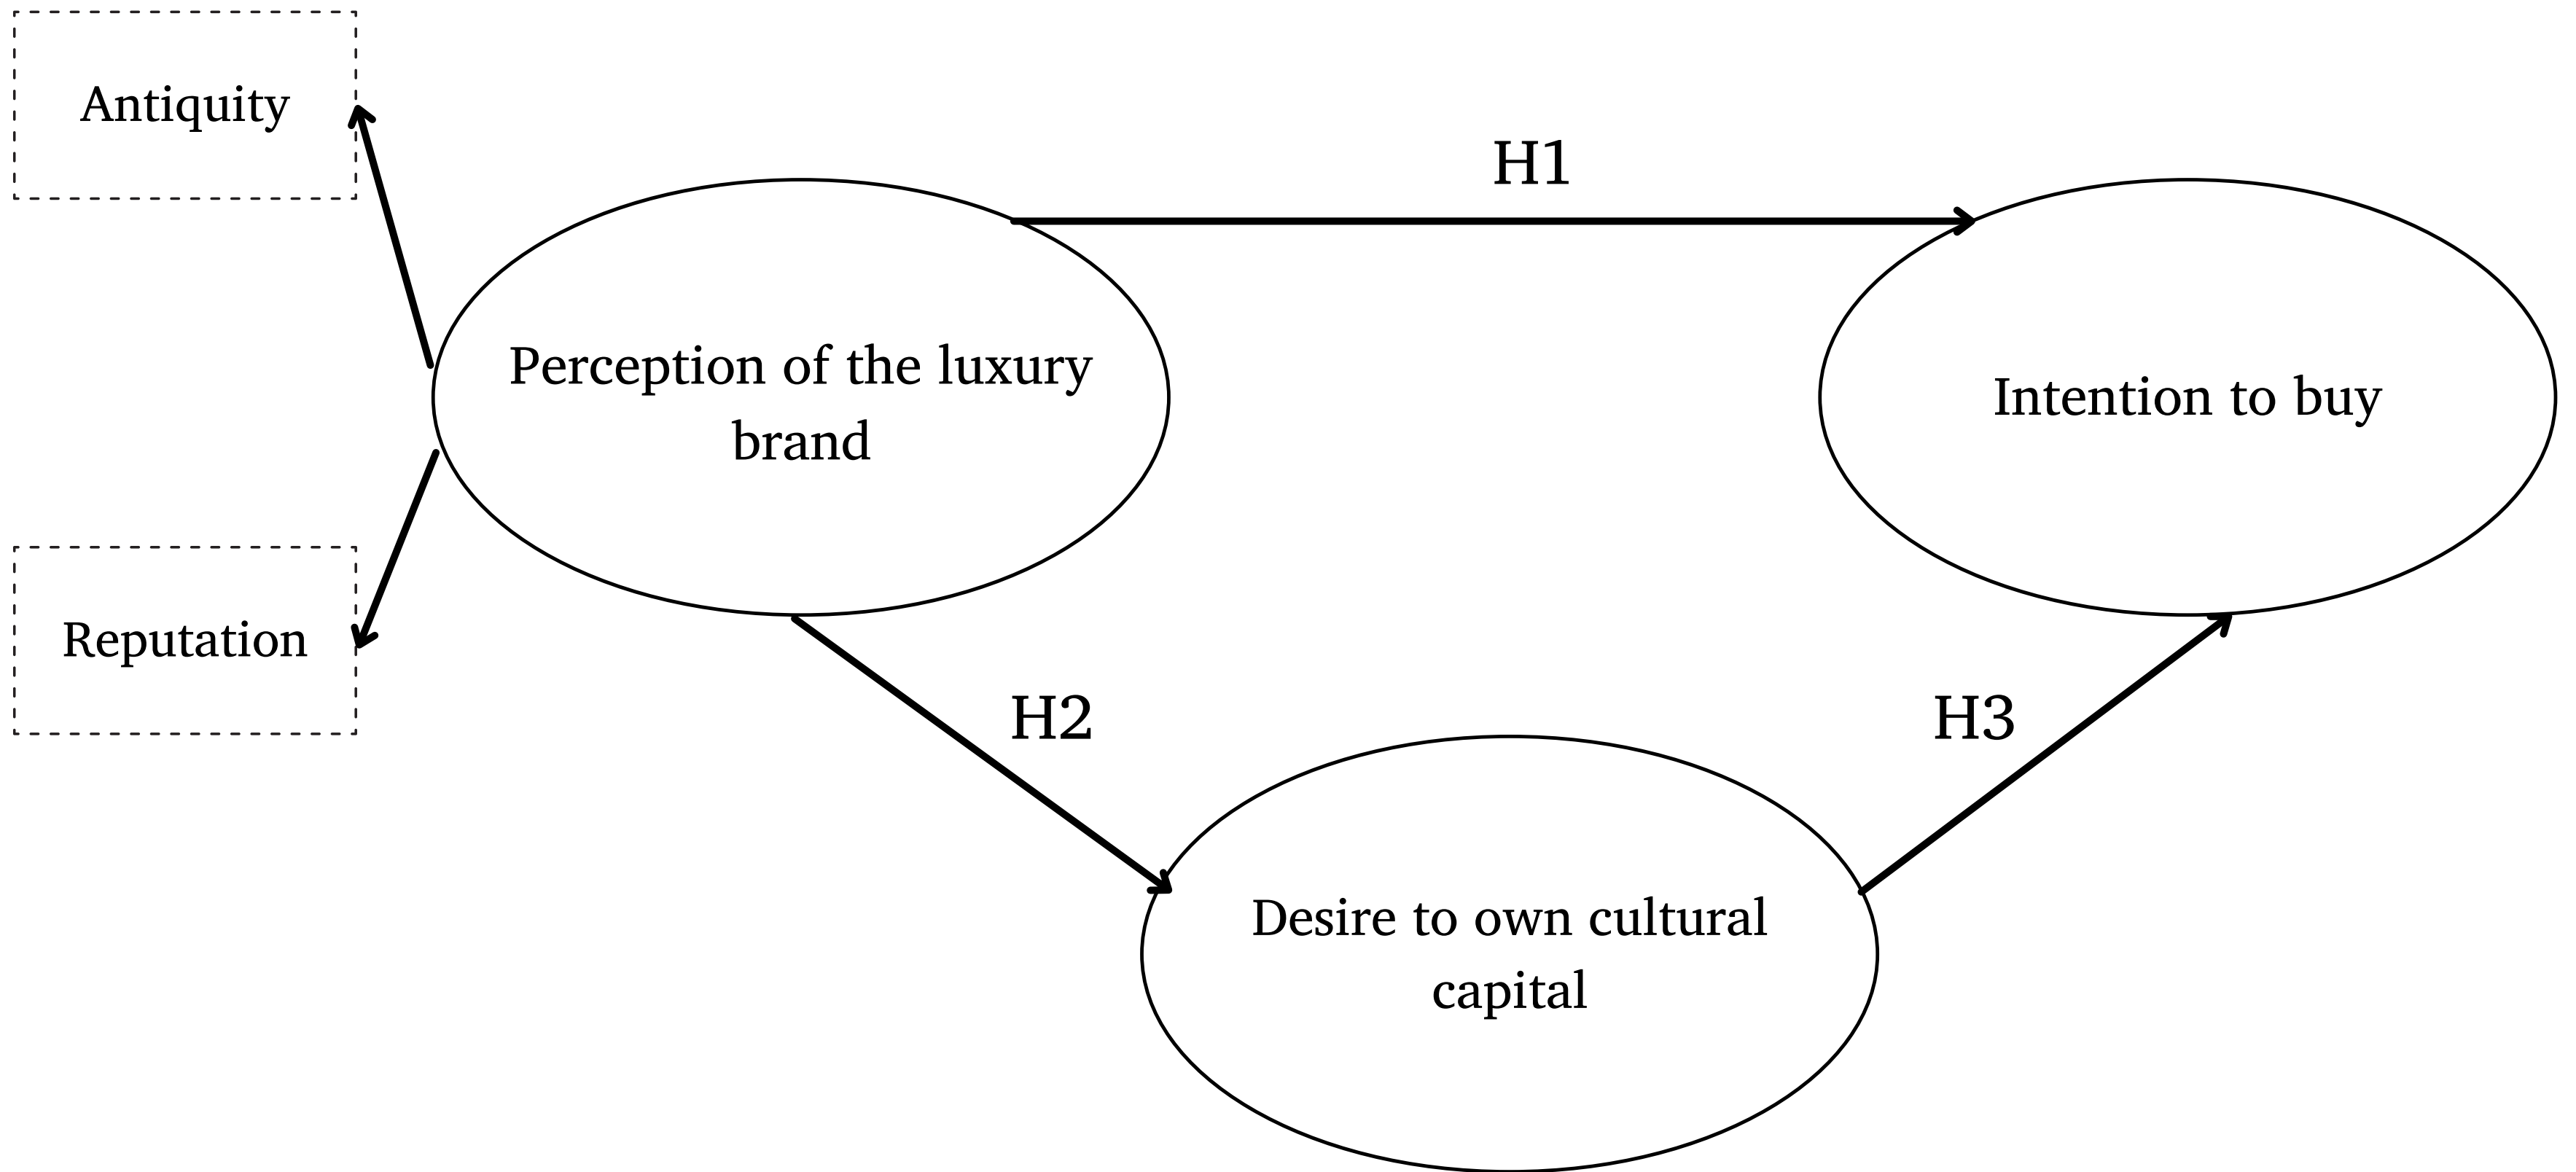 Antiquity
H1
Perception of the luxury
brand
Intention to buy
Reputation
H2
H3
Desire to own cultural
capital